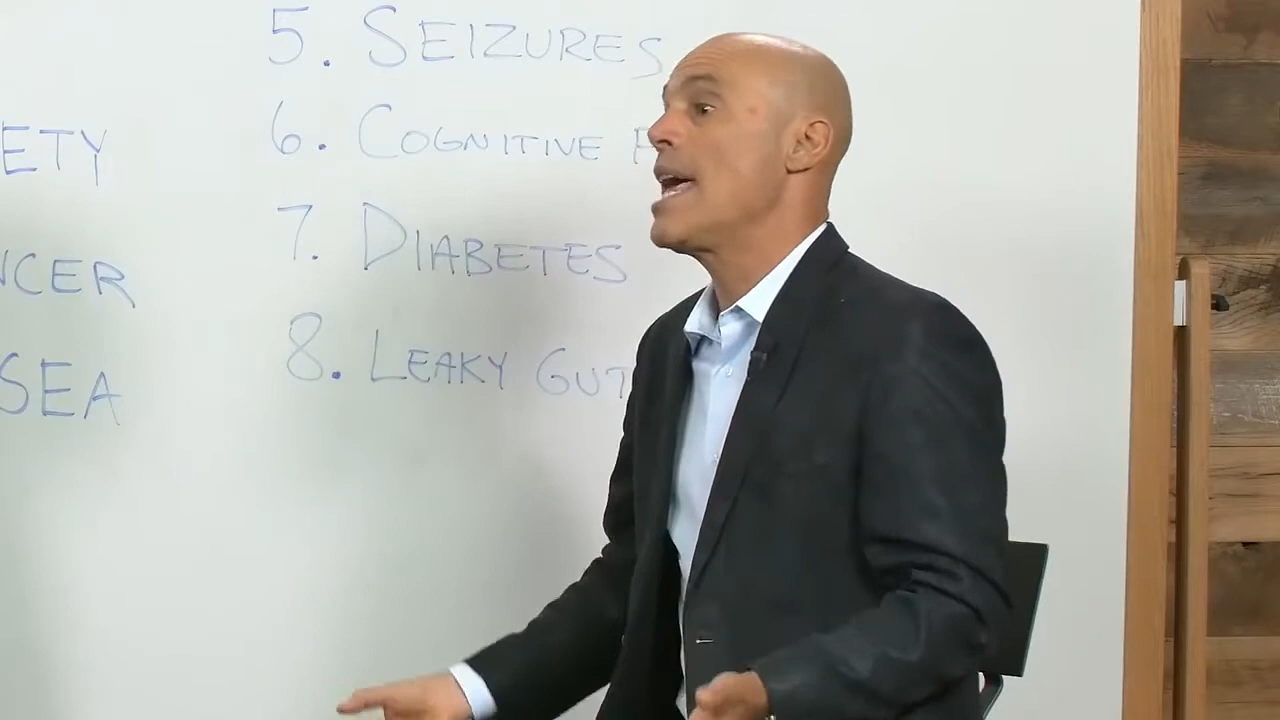 ETY
NCER
SEA
5. SEIZURES
6. COGNITIVE
7. DIABETES
8. LEAKY GUT